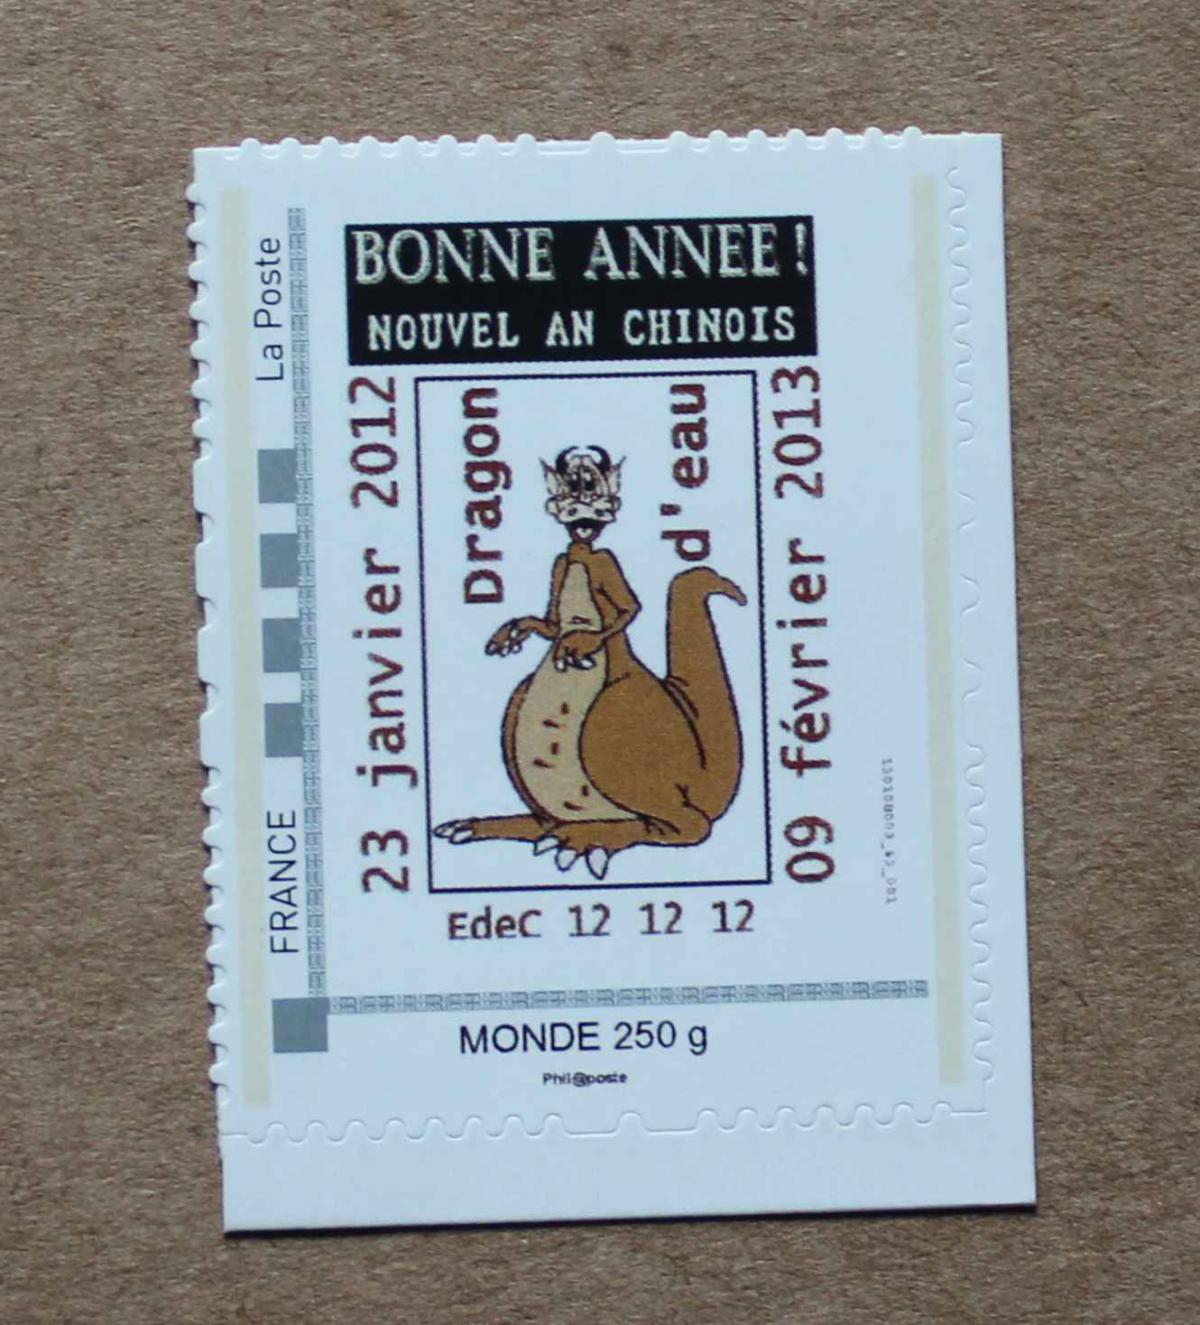 BONNE ANNEE!
NOUVEL AN CHINOIS
La Poste
FRANCE
23 janvier 2012
Dragon
d'eau
09 février 2013
EdeC 12 12 12
MONDE 250 g
Phil@poste